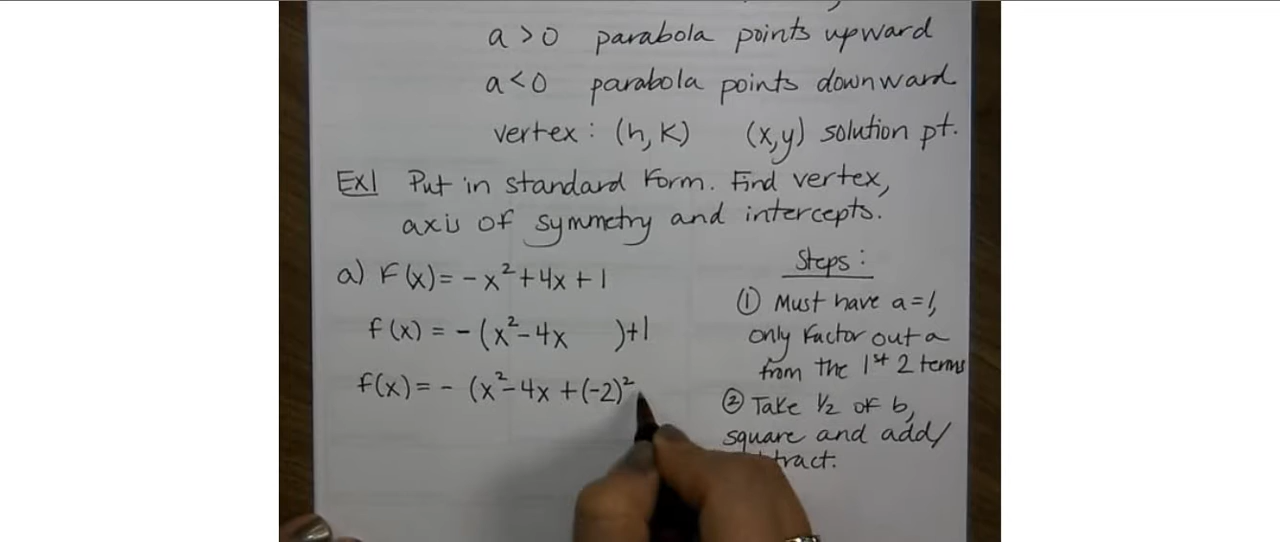 a > 0 parabola points upward
a < 0 parabola points downward
vertex: (h, k) (x,y) solution pt.
Ex1 Put in standard form. Find vertex,
axis of symmetry and intercepts.
a) F(x) = -x² + 4x + 1
f(x) = -(x² - 4x )+1
f(x) = - (x² - 4x + (-2)²
Steps:
① Must have a=1,
only factor out a
from the 1st 2 terms
② Take ½ of b,
square and add/
tract.